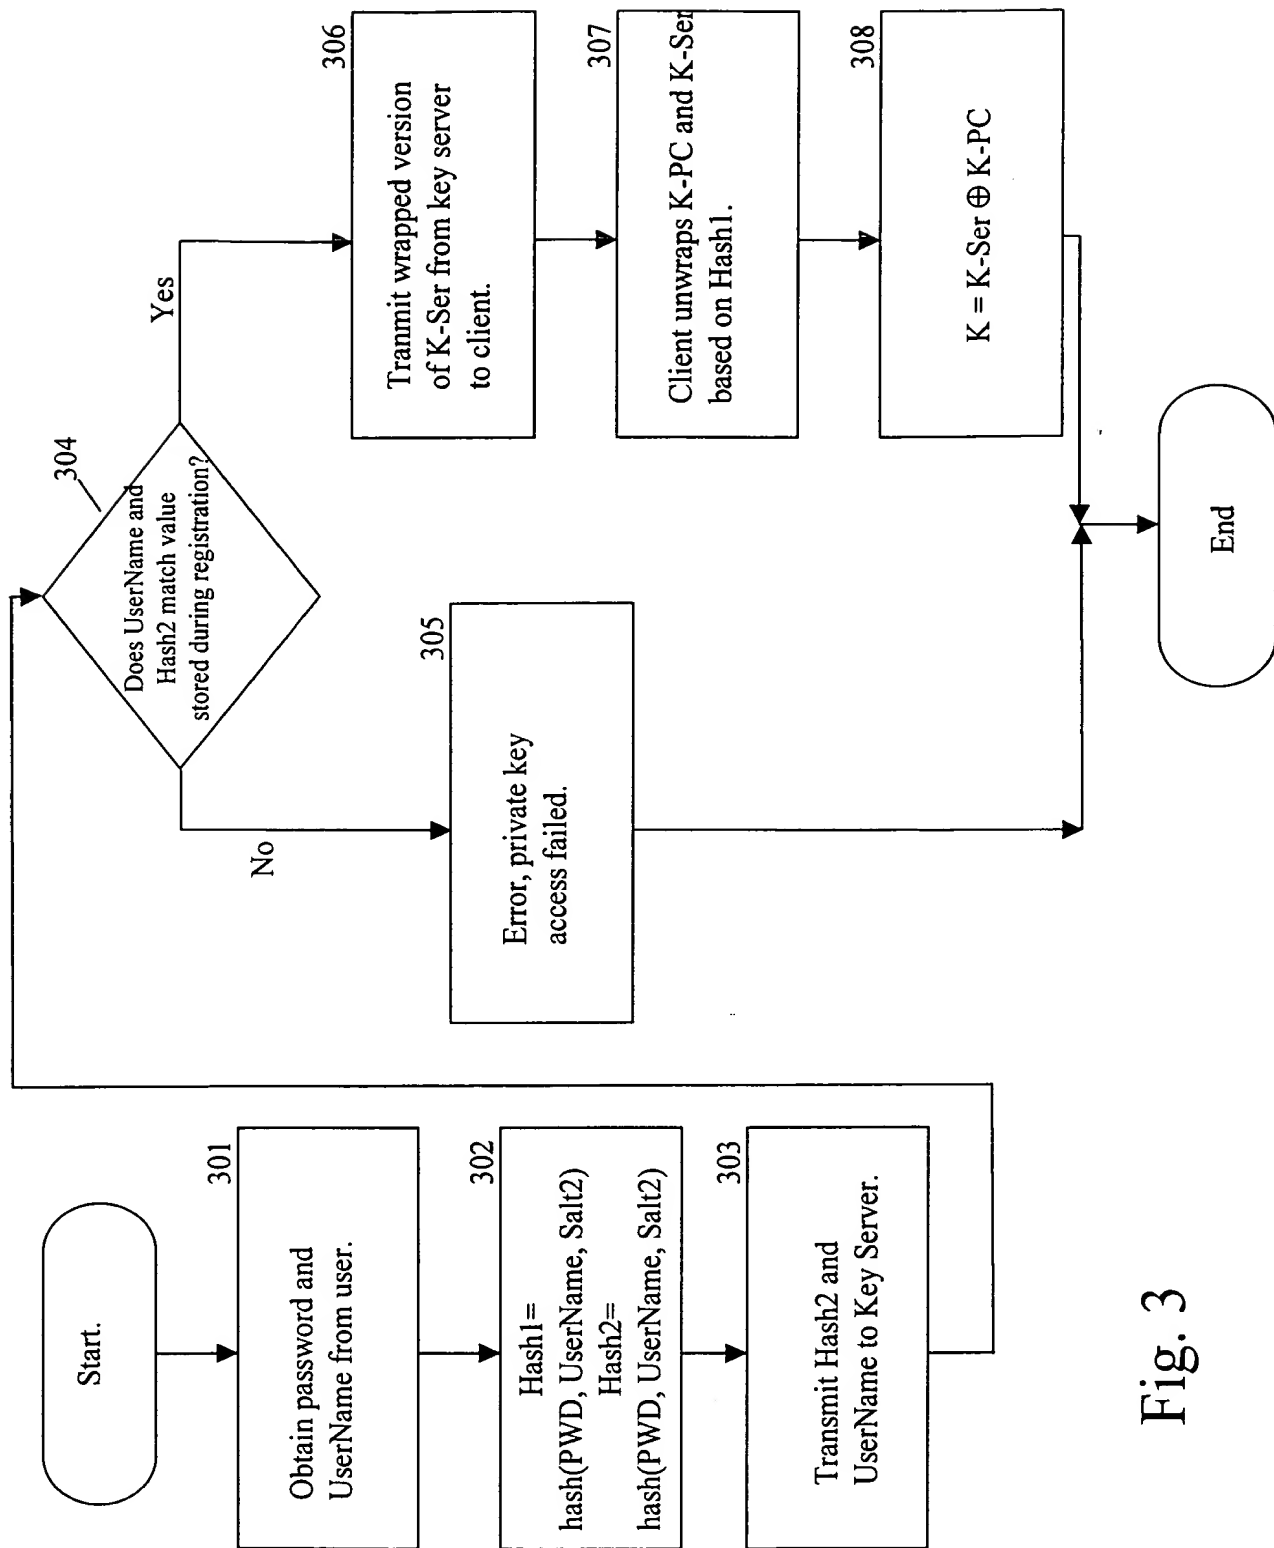 Start.
301
Obtain password and
UserName from user.
302
Hash1=
hash(PWD, UserName, Salt2)
Hash2=
hash(PWD, UserName, Salt2)
303
Transmit Hash2 and
UserName to Key Server.
304
Does UserName and
Hash2 match value
stored during registration?
No
305
Error, private key
access failed.
Yes
306
Tranmit wrapped version
of K-Ser from key server
to client.
307
Client unwraps K-PC and K-Ser
based on Hash1.
308
K = K-Ser ⊕ K-PC
End
Fig. 3